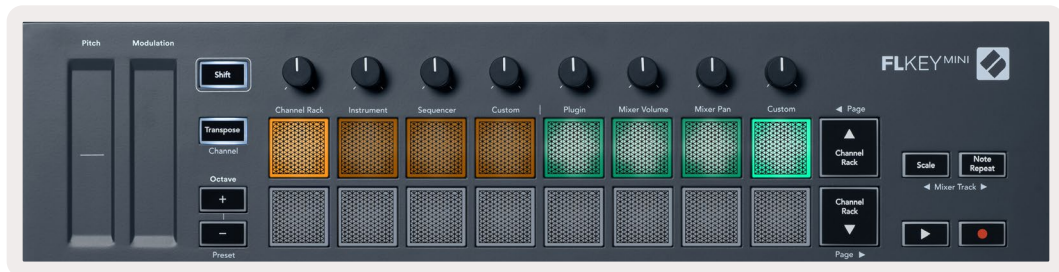 Pitch
Modulation
Shift
FLKEY MINI
Channel Rack
Instrument
Sequencer
Custom
Plugin
Mixer Volume
Mixer Pan
Custom
◀ Page
Transpose
Channel
▲
Channel
Rack
Scale
Note
Repeat
◀ Mixer Track ▶
Octave
+
−
Preset
Channel
Rack
▼
Page ▶